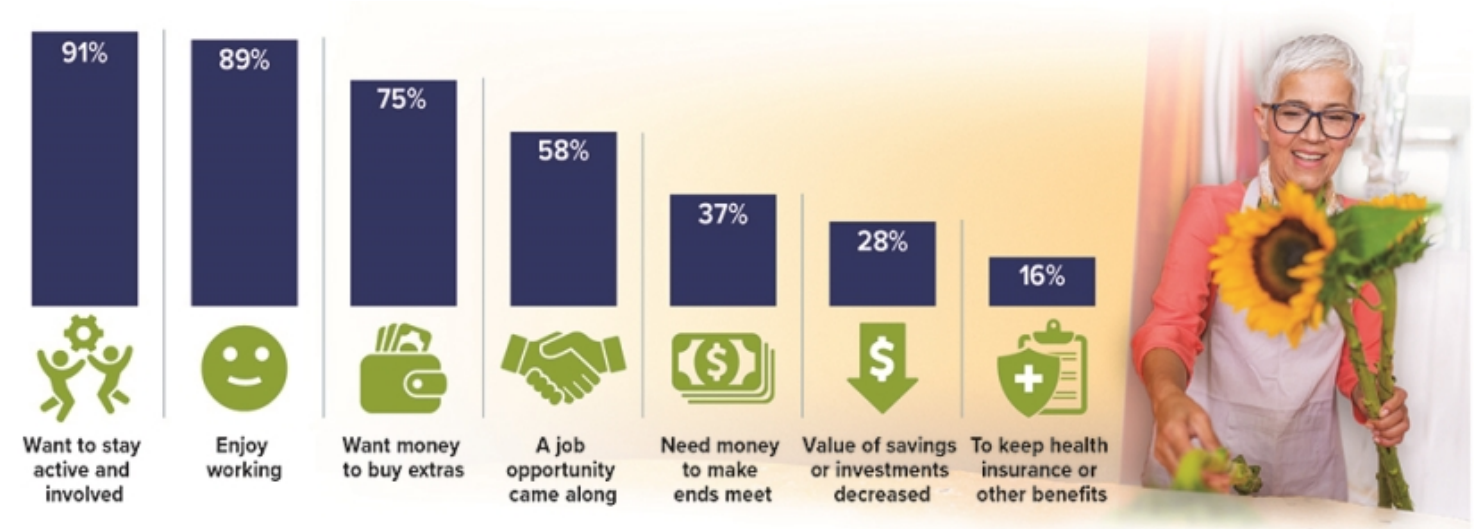 91%
89%
75%
58%
37%
28%
16%
$
$
Want to stay
active and
involved
Enjoy
working
Want money
to buy extras
A job
opportunity
came along
Need money
to make
ends meet
Value of savings
or investments
decreased
To keep health
insurance or
other benefits